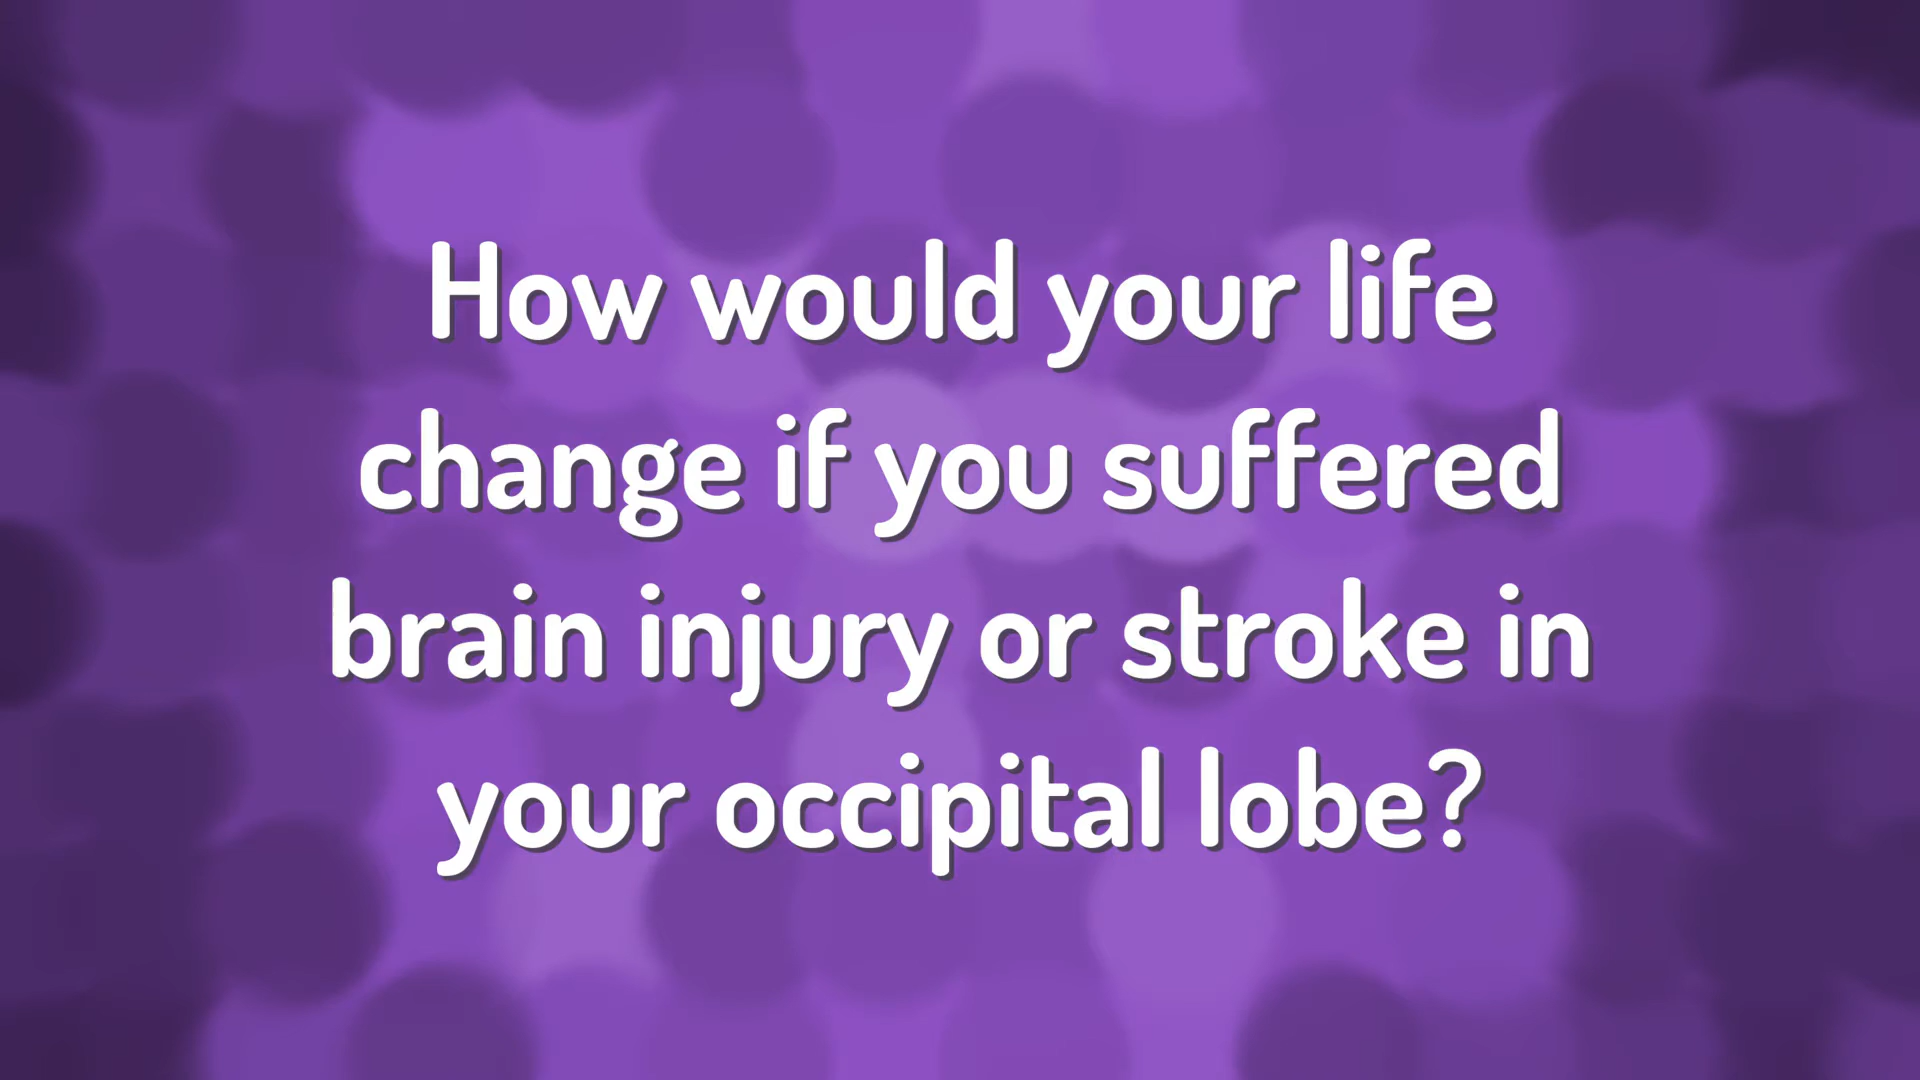 How would your life
change if you suffered
brain injury or stroke in
your occipital lobe?